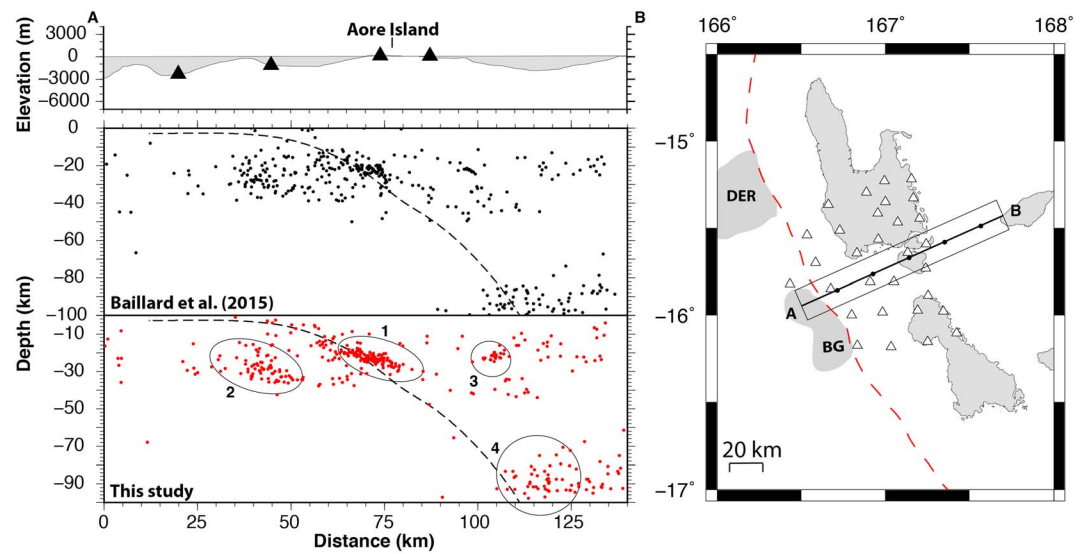 A
Aore Island
B
Elevation (m)
3000
0
−3000
−6000
Depth (km)
0
−20
−40
−60
−80
−100
Baillard et al. (2015)
−10
−30
−50
−70
−90
1
2
3
4
This study
0
25
50
75
100
125
Distance (km)
166°
167°
168°
−15°
−16°
−17°
DER
BG
A
B
20 km